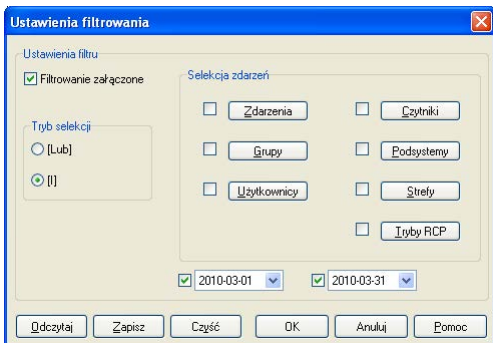 Ustawienia filtrowania
Ustawienia filtru
Filtrowanie załączone
Selekcja zdarzeń
Zdarzenia
Czytniki
Tryb selekcji
[Lub]
Grupy
Podsystemy
[I]
Użytkownicy
Strefy
Tryby RCP
2010-03-01
2010-03-31
Odczytaj
Zapisz
Czyść
OK
Anuluj
Pomoc